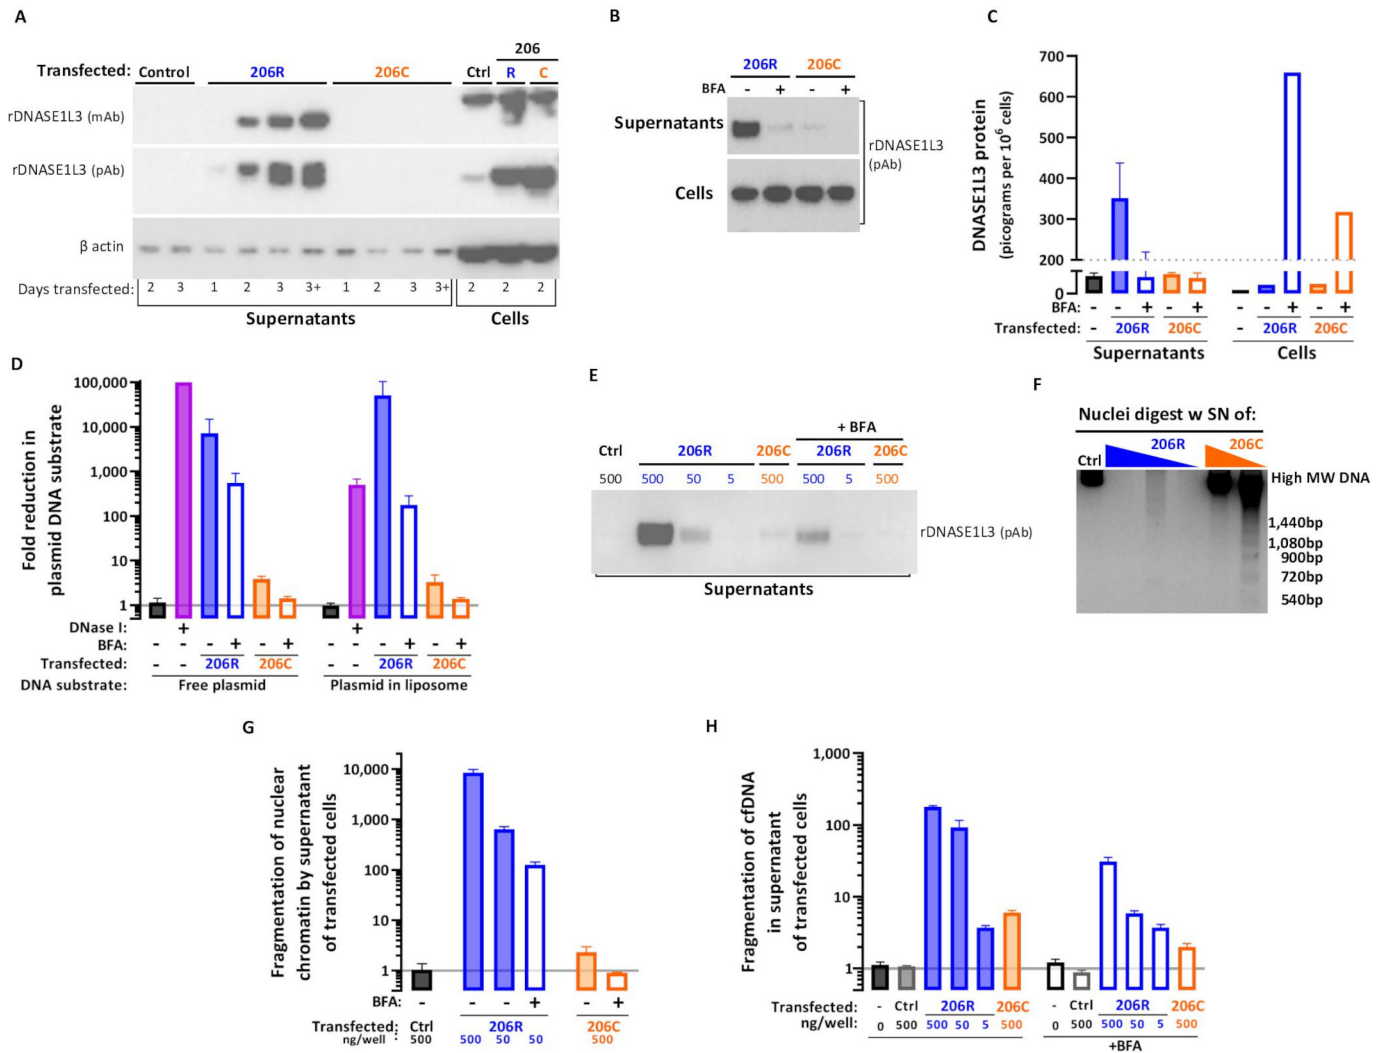 A
206
Transfected: Control 206R 206C Ctrl R C
rDNASE1L3 (mAb)
rDNASE1L3 (pAb)
β actin
Days transfected: 2 3 1 2 3 3+ 1 2 3 3+ 2 2 2
Supernatants Cells
B
206R 206C
BFA - + - +
Supernatants
Cells
rDNASE1L3
(pAb)
C
DNASE1L3 protein
(picograms per 10⁶ cells)
700
600
500
400
300
200
0
BFA: - - + - + - - + - +
Transfected: 206R 206C 206R 206C
Supernatants Cells
D
Fold reduction in
plasmid DNA substrate
100,000
10,000
1,000
100
10
1
DNase I: + +
BFA: - - - + - + - - - + - +
Transfected: - - 206R 206C - - 206R 206C
DNA substrate: Free plasmid Plasmid in liposome
E
+ BFA
Ctrl 206R 206C 206R 206C
500 500 50 5 500 500 5 500
rDNASE1L3 (pAb)
Supernatants
F
Nuclei digest w SN of:
Ctrl 206R 206C
High MW DNA
1,440bp
1,080bp
900bp
720bp
540bp
G
Fragmentation of nuclear
chromatin by supernatant
of transfected cells
10,000
1,000
100
10
1
BFA: - - - + - +
Transfected: Ctrl 206R 206C
ng/well : 500 500 50 50 500
H
Fragmentation of cfDNA
in supernatant
of transfected cells
1,000
100
10
1
Transfected: - Ctrl 206R 206C - Ctrl 206R 206C
ng/well: 0 500 500 50 5 500 0 500 500 50 5 500
+BFA